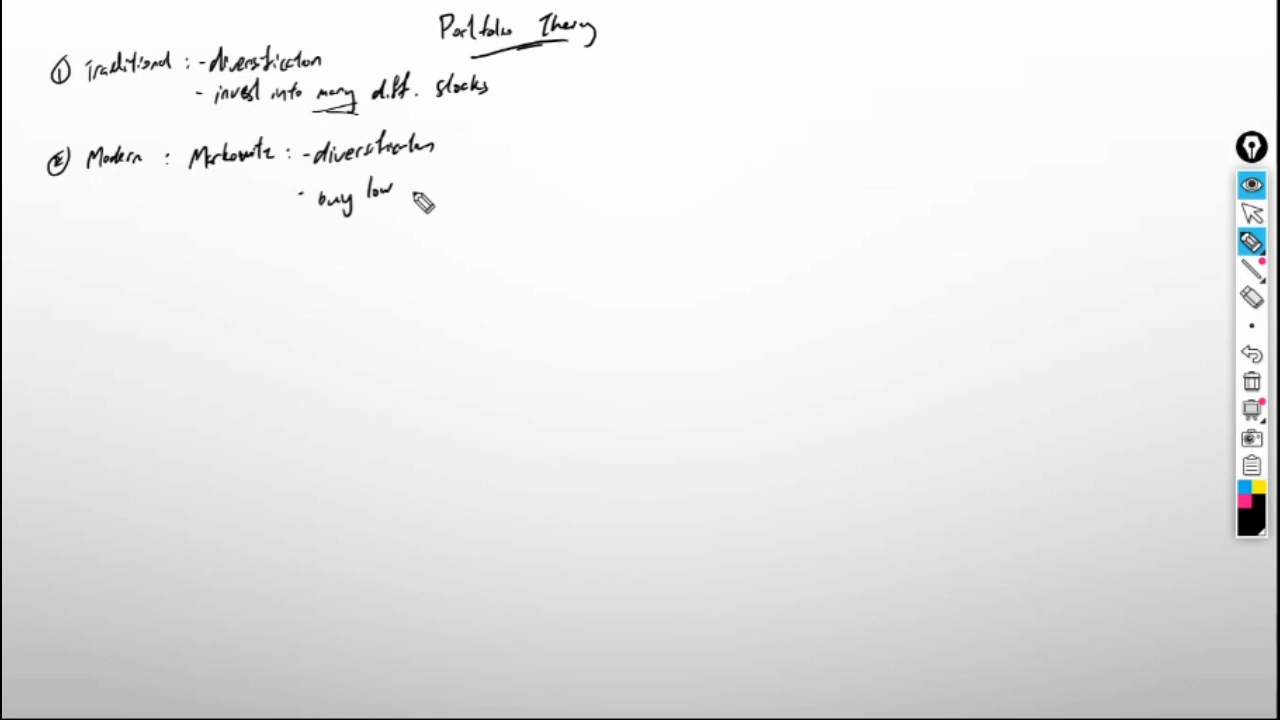 Portfolio Theory
① Traditional : - diversification
- invest into many diff. stocks
② Modern : Markowitz : - diversification
- buy low